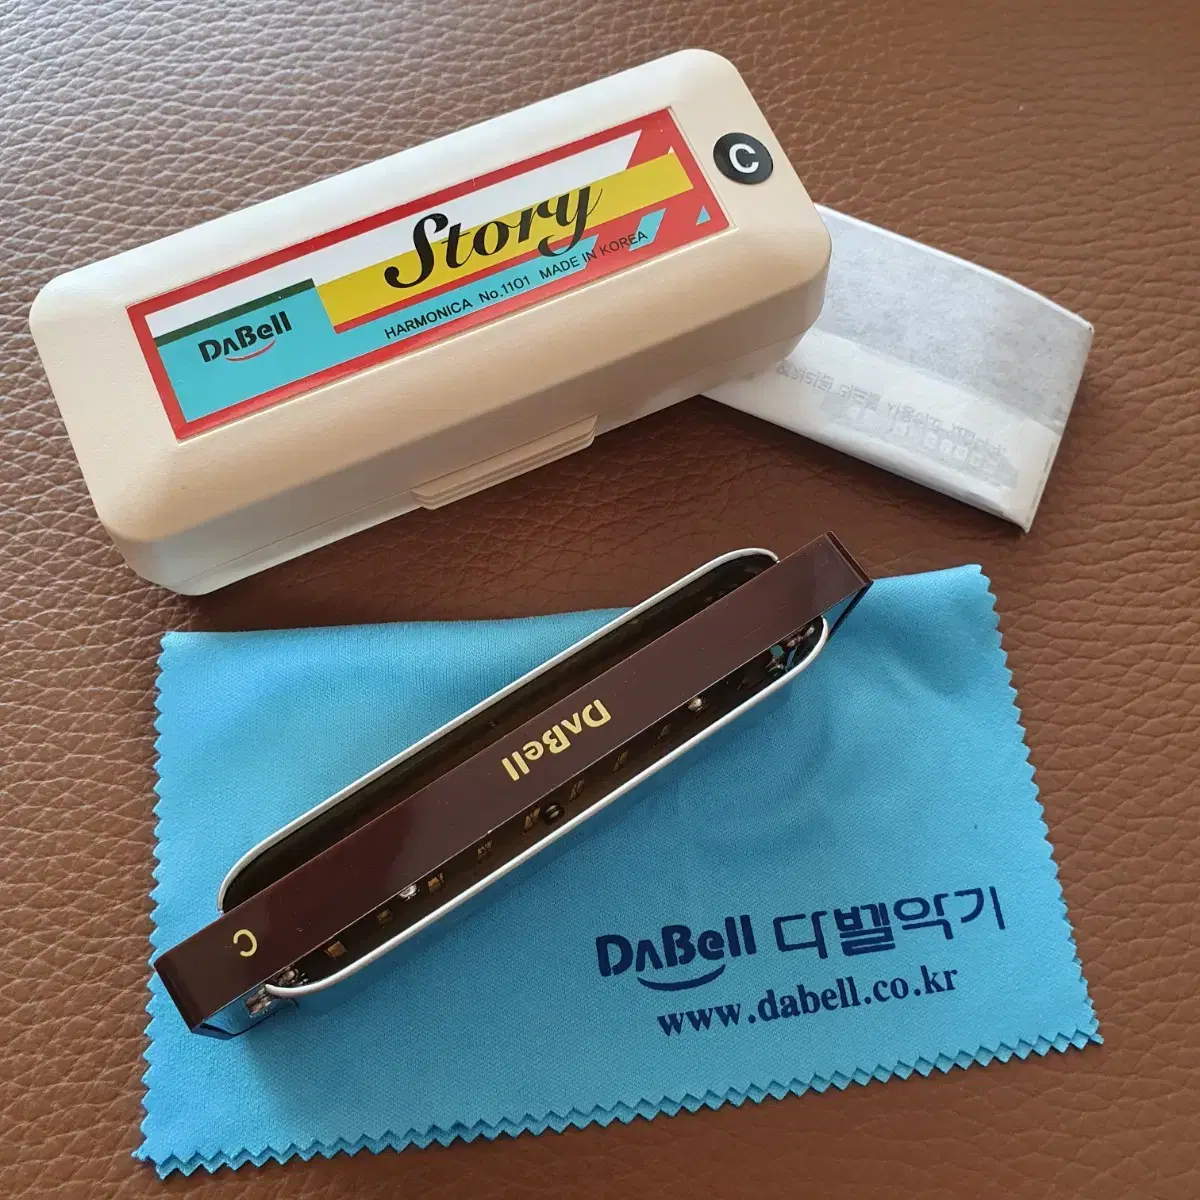 C
Story
DABell
HARMONICA No.1101 MADE IN KOREA
DABell
C
DABell 다벨악기
www.dabell.co.kr